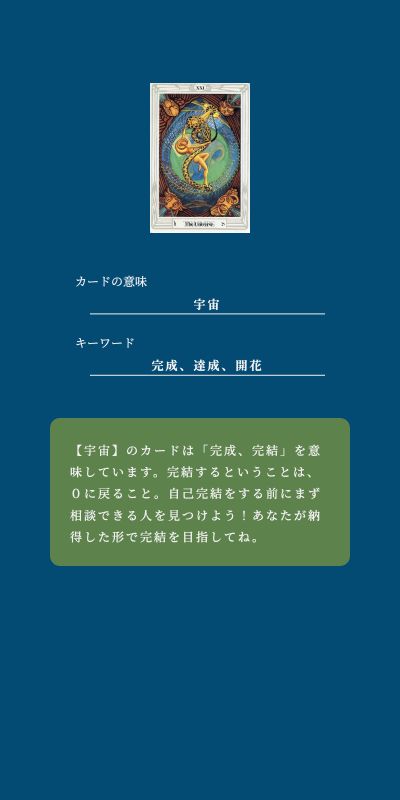 XXI
The Universe
カードの意味
宇宙
キーワード
完成、達成、開花
【宇宙】のカードは「完成、完結」を意
味しています。完結するということは、
０に戻ること。自己完結をする前にまず
相談できる人を見つけよう！あなたが納
得した形で完結を目指してね。